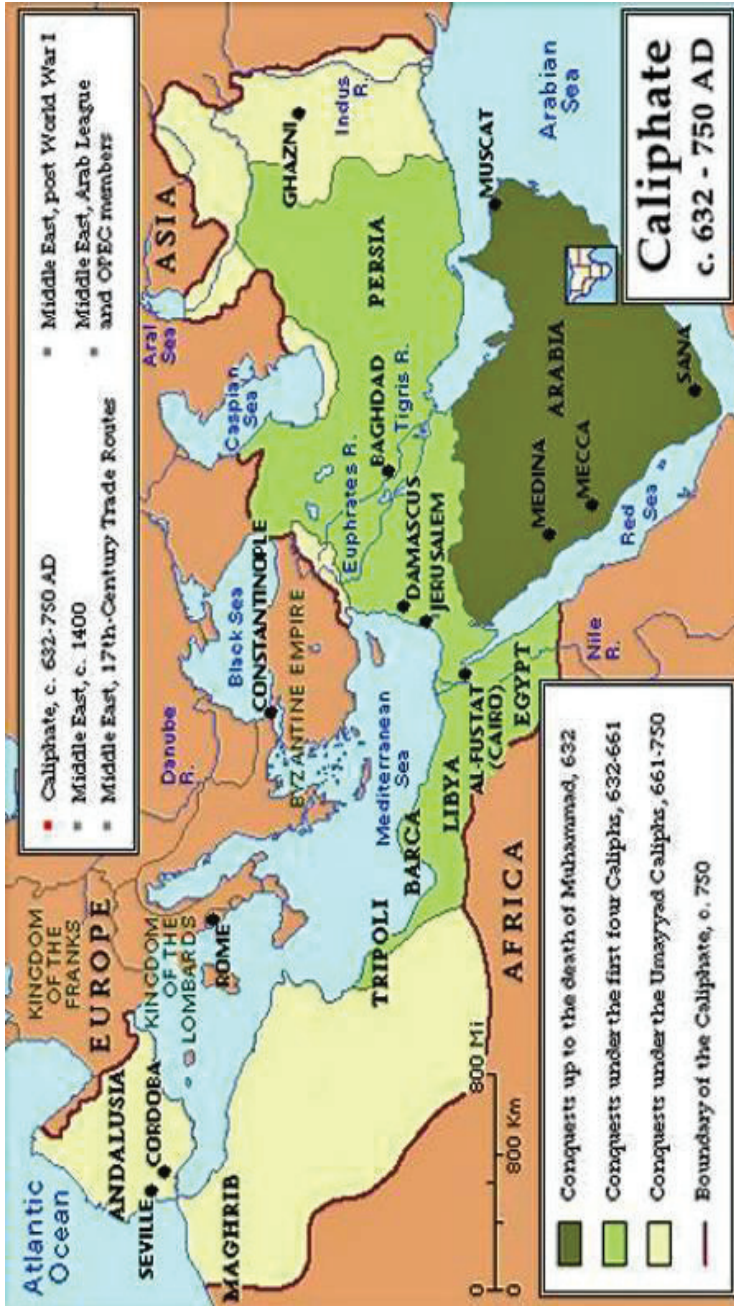 Caliphate, c. 632-750 AD
Middle East, c. 1400
Middle East, 17th-Century Trade Routes
Middle East, post World War I
Middle East, Arab League
and OPEC members
Atlantic
Ocean
KINGDOM
OF THE
FRANKS
EUROPE
ANDALUSIA
SEVILLE
CORDOBA
MAGHRIB
KINGDOM
OF THE
LOMBARDS
ROME
Danube
R.
Black Sea
CONSTANTINOPLE
BYZANTINE EMPIRE
Mediterranean
Sea
TRIPOLI
BARCA
LIBYA
AL-FUSTAT
(CAIRO)
EGYPT
AFRICA
Nile
R.
Caspian
Sea
Aral
Sea
ASIA
Euphrates R.
Tigris R.
BAGHDAD
DAMASCUS
JERUSALEM
PERSIA
GHAZNI
Indus
R.
MEDINA
MECCA
ARABIA
SANA
Red
Sea
MUSCAT
Arabian
Sea
0
800 Mi
0
800 Km
Conquests up to the death of Muhammad, 632
Conquests under the first four Caliphs, 632-661
Conquests under the Umayyad Caliphs, 661-750
Boundary of the Caliphate, c. 750
Caliphate
c. 632 - 750 AD